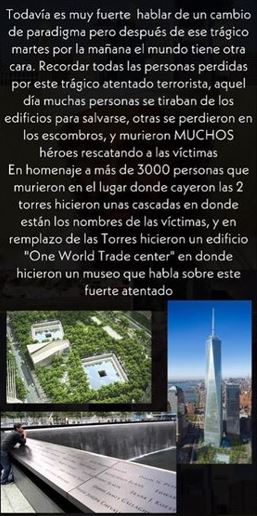 Todavía es muy fuerte hablar de un cambio
de paradigma pero después de ese trágico
martes por la mañana el mundo tiene otra
cara. Recordar todas las personas perdidas
por este trágico atentado terrorista, aquel
día muchas personas se tiraban de los
edificios para salvarse, otras se perdieron en
los escombros, y murieron MUCHOS
héroes rescatando a las víctimas
En homenaje a más de 3000 personas que
murieron en el lugar donde cayeron las 2
torres hicieron unas cascadas en donde
están los nombres de las víctimas, y en
remplazo de las Torres hicieron un edificio
"One World Trade center" en donde
hicieron un museo que habla sobre este
fuerte atentado